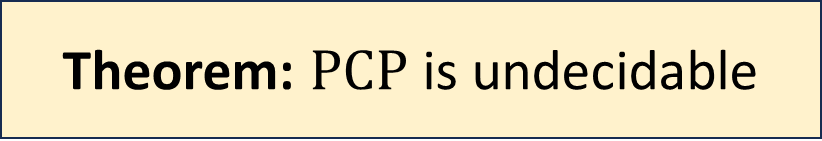 Theorem: PCP is undecidable